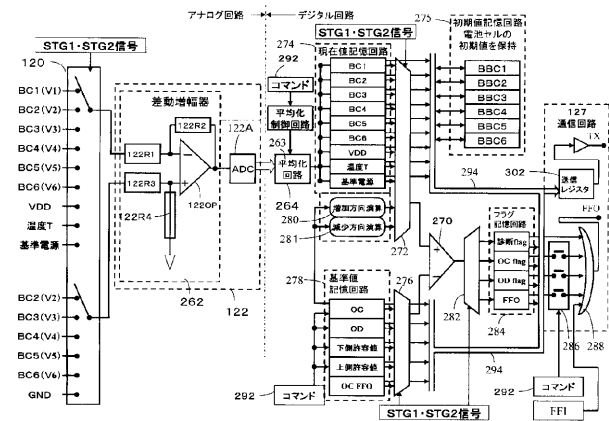 アナログ回路
デジタル回路
STG1・STG2信号
120
BC1(V1)
BC2(V2)
BC3(V3)
BC4(V4)
BC5(V5)
BC6(V6)
VDD
温度T
基準電源
BC2(V2)
BC3(V3)
BC4(V4)
BC5(V5)
BC6(V6)
GND
差動増幅器
122R1
122R2
122R3
122R4
122OP
262
122
122A
ADC
292
コマンド
平均化
制御回路
263
平均化
回路
264
274
STG1・STG2信号
現在値記憶回路
BC1
BC2
BC3
BC4
BC5
BC6
VDD
温度T
基準電源
280
増加方向演算
281
減少方向演算
272
278
基準値
記憶回路
OC
OD
下側許容値
上側許容値
OC FFO
276
292
コマンド
STG1・STG2信号
275
初期値記憶回路
電池セルの
初期値を保持
BBC1
BBC2
BBC3
BBC4
BBC5
BBC6
294
270
282
フラグ
記憶回路
診断flag
OC flag
OD flag
FFO
284
294
127
通信回路
TX
302
送信
レジスタ
FFO
286
288
292
コマンド
FFI